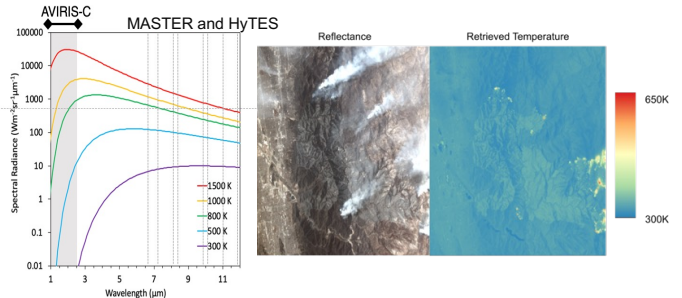 AVIRIS-C
MASTER and HyTES
100000
10000
1000
100
10
1
0.1
0.01
Spectral Radiance (Wm⁻²sr⁻¹µm⁻¹)
1500 K
1000 K
800 K
500 K
300 K
1 3 5 7 9 11
Wavelength (µm)
Reflectance
Retrieved Temperature
650K
300K